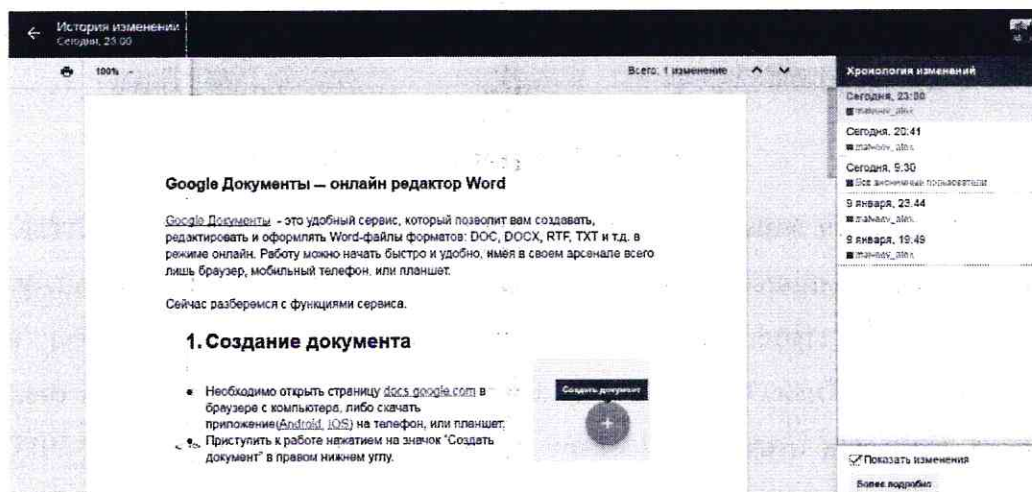 История изменений
Сегодня, 23:00
100%
Всего: 1 изменение
Хронология изменений
Сегодня, 23:00
matveev_alex
Сегодня, 20:41
matveev_alex
Сегодня, 9:30
Все анонимные пользователи
9 января, 23:44
matveev_alex
9 января, 19:49
matveev_alex
Google Документы — онлайн редактор Word
Google Документы - это удобный сервис, который позволит вам создавать,
редактировать и оформлять Word-файлы форматов: DOC, DOCX, RTF, TXT и т.д. в
режиме онлайн. Работу можно начать быстро и удобно, имея в своем арсенале всего
лишь браузер, мобильный телефон, или планшет.
Сейчас разберемся с функциями сервиса.
1. Создание документа
Необходимо открыть страницу docs.google.com в
браузере с компьютера, либо скачать
приложение(Android, iOS) на телефон, или планшет.
Приступить к работе нажатием на значок "Создать
документ" в правом нижнем углу.
Создать документ
Показать изменения
Более подробно